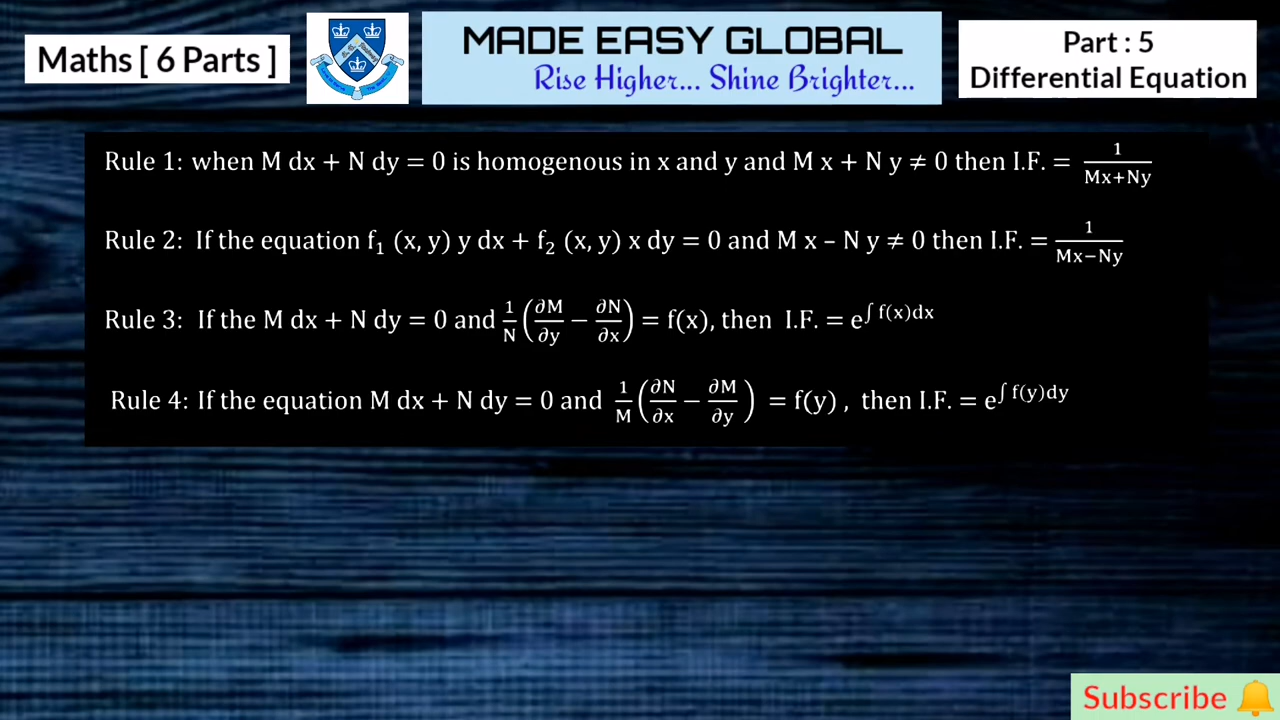 Maths [ 6 Parts ]
MADE EASY GLOBAL
Rise Higher... Shine Brighter...
Part : 5
Differential Equation
Rule 1: when M dx + N dy = 0 is homogenous in x and y and M x + N y ≠ 0 then I.F. = 1/(Mx+Ny)
Rule 2: If the equation f₁ (x, y) y dx + f₂ (x, y) x dy = 0 and M x – N y ≠ 0 then I.F. = 1/(Mx−Ny)
Rule 3: If the M dx + N dy = 0 and 1/N (∂M/∂y − ∂N/∂x) = f(x), then I.F. = e^∫ f(x)dx
Rule 4: If the equation M dx + N dy = 0 and 1/M (∂N/∂x − ∂M/∂y) = f(y) , then I.F. = e^∫ f(y)dy
Subscribe